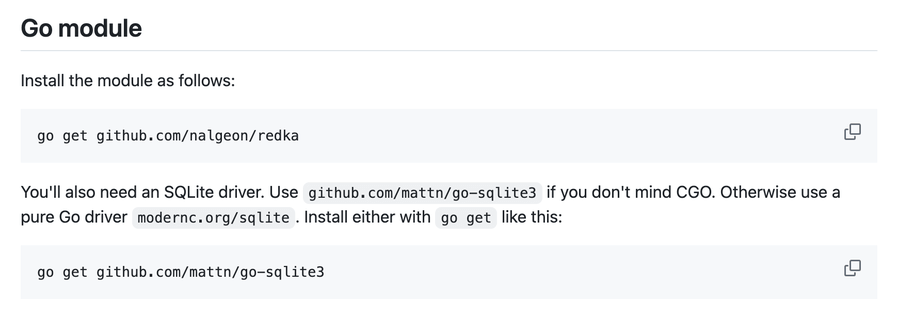 Go module
Install the module as follows:
go get github.com/nalgeon/redka
You'll also need an SQLite driver. Use github.com/mattn/go-sqlite3 if you don't mind CGO. Otherwise use a
pure Go driver modernc.org/sqlite . Install either with go get like this:
go get github.com/mattn/go-sqlite3